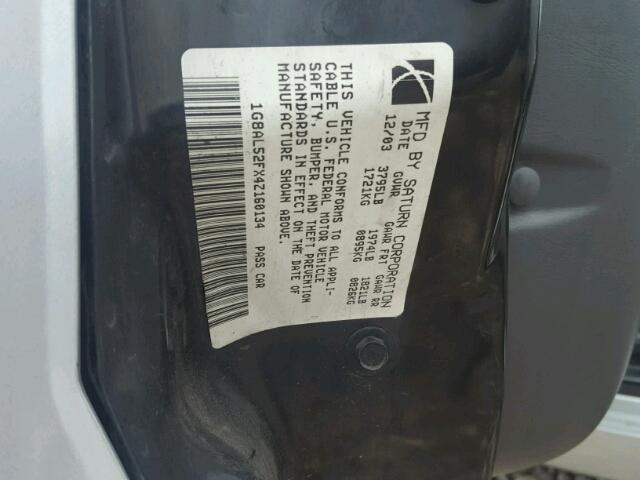 MFD BY SATURN CORPORATION
DATE GVWR GAWR FRT GAWR RR
12/03 3795LB 1974LB 1821LB
1721KG 0895KG 0826KG
THIS VEHICLE CONFORMS TO ALL APPLI-
CABLE U.S. FEDERAL MOTOR VEHICLE
SAFETY, BUMPER, AND THEFT PREVENTION
STANDARDS IN EFFECT ON THE DATE OF
MANUFACTURE SHOWN ABOVE.
1G8AL52FX4Z160134 PASS CAR